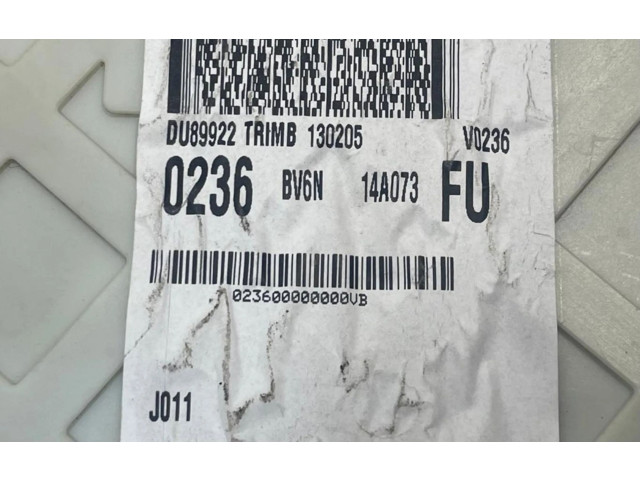 DU89922 TRIMB 130205 V0236
0236 BV6N 14A073 FU
023600000000VB
J011